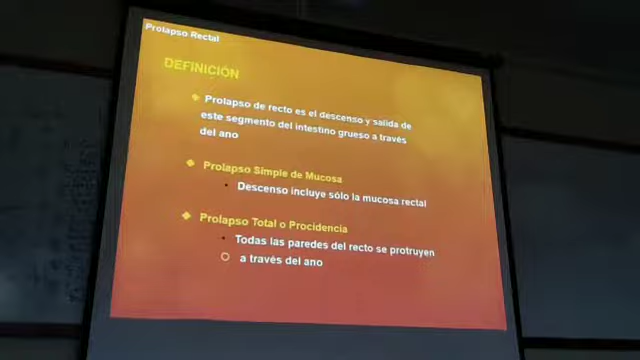 Prolapso Rectal
DEFINICIÓN
Prolapso de recto es el descenso y salida de
este segmento del intestino grueso a través
del ano
Prolapso Simple de Mucosa
Descenso incluye sólo la mucosa rectal
Prolapso Total o Procidencia
Todas las paredes del recto se protruyen
a través del ano